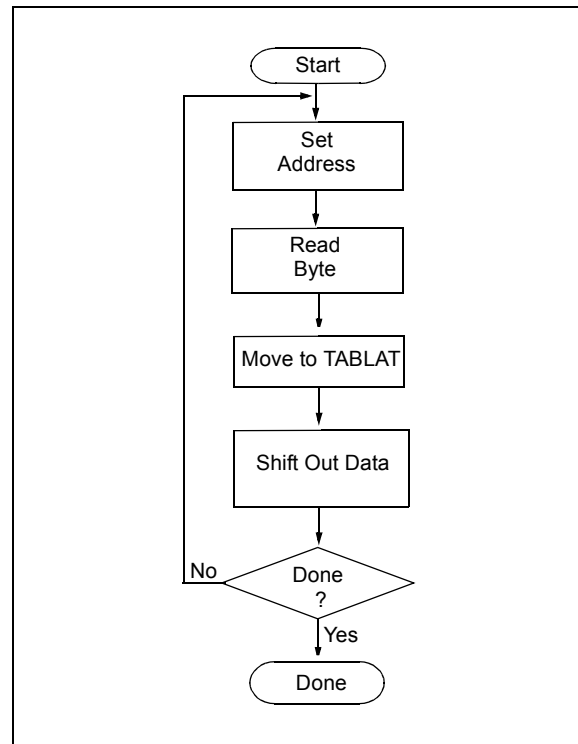 Start
Set
Address
Read
Byte
Move to TABLAT
Shift Out Data
No
Done
?
Yes
Done